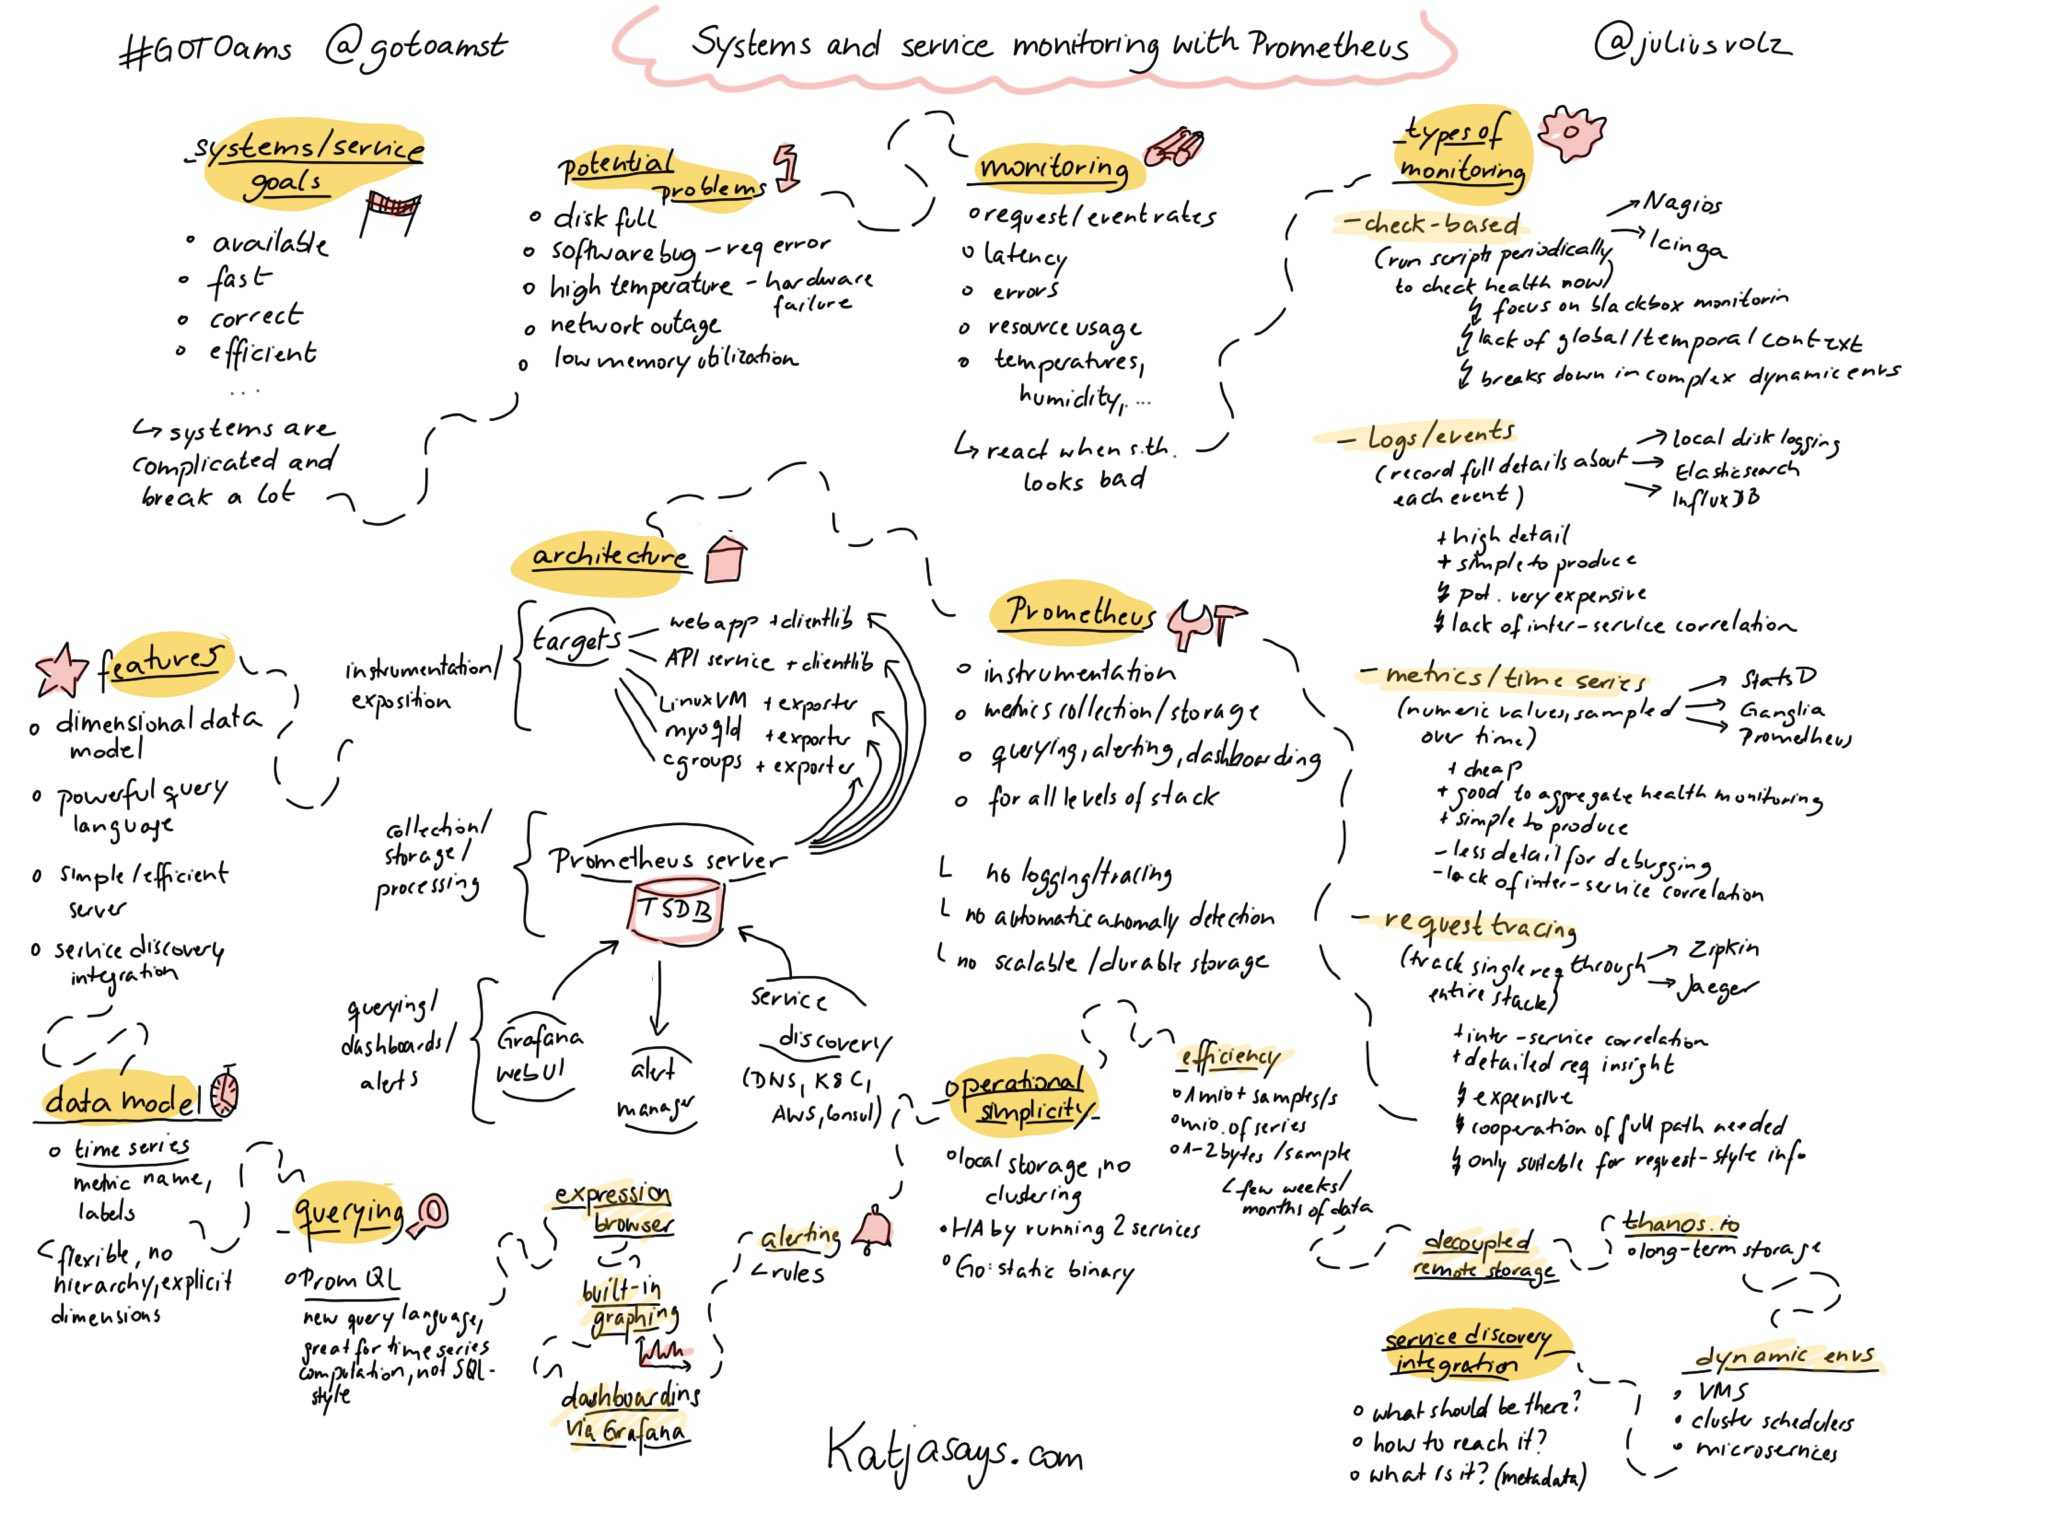 #GOTOams @gotoamst
Systems and service monitoring with Prometheus
@juliusvolz
systems/service
goals
available
fast
correct
efficient
...
↳ systems are
complicated and
break a lot
potential
problems
disk full
software bug – req error
high temperature – hardware
failure
network outage
low memory utilization
monitoring
request/event rates
latency
errors
resource usage
temperatures,
humidity, ...
↳ react when s.th.
looks bad
types of
monitoring
– check-based
→ Nagios
→ Icinga
(run scripts periodically
to check health now)
focus on blackbox monitorin
lack of global/temporal context
breaks down in complex dynamic envs
– Logs/events
(record full details about
each event)
→ local disk logging
→ Elasticsearch
→ InfluxDB
+ high detail
+ simple to produce
pot. very expensive
lack of inter-service correlation
– metrics/time series
(numeric values, sampled
over time)
→ StatsD
→ Ganglia
→ Prometheus
+ cheap
+ good to aggregate health monitoring
+ simple to produce
– less detail for debugging
– lack of inter-service correlation
– request tracing
(track single req through
entire stack)
→ Zipkin
→ Jaeger
+ inter-service correlation
+ detailed req insight
expensive
cooperation of full path needed
only suitable for request-style info
Prometheus
instrumentation
metrics collection/storage
querying, alerting, dashboarding
for all levels of stack
no logging/tracing
no automatic anomaly detection
no scalable/durable storage
architecture
instrumentation/
exposition
targets
web app + clientlib
API service + clientlib
Linux VM + exporter
mysqld + exporter
cgroups + exporter
collection/
storage/
processing
Prometheus server
TSDB
querying/
dashboards/
alerts
Grafana
web UI
alert
manager
service
discovery
(DNS, K8C,
AWS, Consul)
features
dimensional data
model
powerful query
language
simple/efficient
server
service discovery
integration
data model
time series
metric name,
labels
flexible, no
hierarchy, explicit
dimensions
querying
PromQL
new query language,
great for time series
compulation, not SQL-
style
expression
browser
built-in
graphing
dashboarding
via Grafana
alerting
rules
operational
simplicity
local storage, no
clustering
HA by running 2 services
Go: static binary
efficiency
1mio+ samples/s
mio. of series
1-2 bytes/sample
few weeks/
months of data
decoupled
remote storage
thanos.io
long-term storage
dynamic envs
VMS
cluster schedulers
microservices
service discovery
integration
what should be there?
how to reach it?
what is it? (metadata)
Katjasays.com